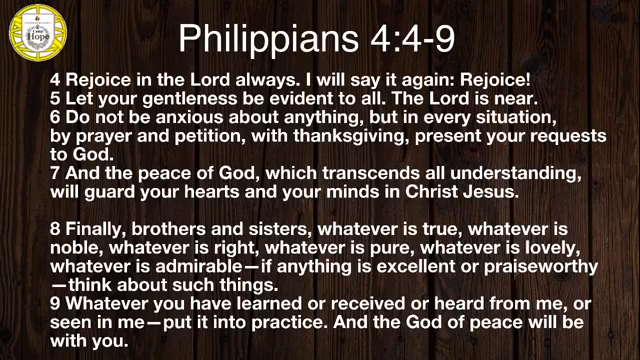 Hope
Philippians 4:4-9
4 Rejoice in the Lord always. I will say it again: Rejoice!
5 Let your gentleness be evident to all. The Lord is near.
6 Do not be anxious about anything, but in every situation,
by prayer and petition, with thanksgiving, present your requests
to God.
7 And the peace of God, which transcends all understanding,
will guard your hearts and your minds in Christ Jesus.
8 Finally, brothers and sisters, whatever is true, whatever is
noble, whatever is right, whatever is pure, whatever is lovely,
whatever is admirable—if anything is excellent or praiseworthy
—think about such things.
9 Whatever you have learned or received or heard from me, or
seen in me—put it into practice. And the God of peace will be
with you.